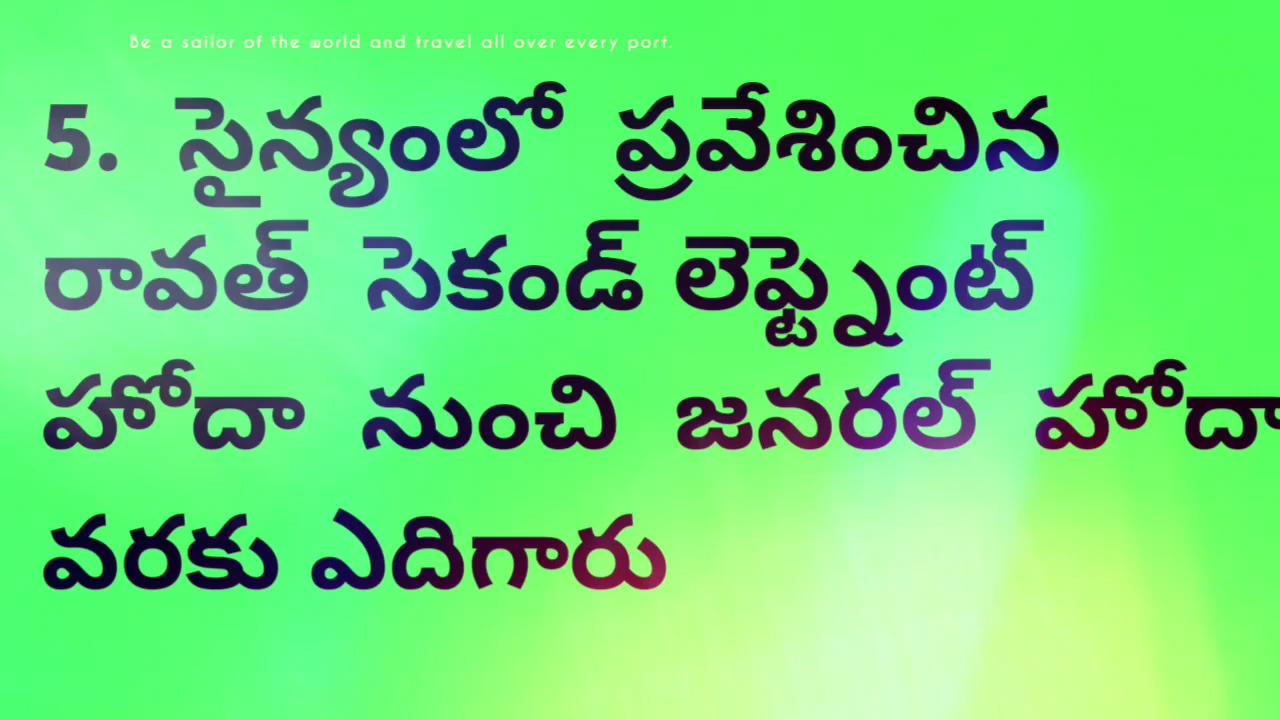 Be a sailor of the world and travel all over every port.
5. సైన్యంలో ప్రవేశించిన
రావత్ సెకండ్ లెఫ్ట్నెంట్
హోదా నుంచి జనరల్ హోదా
వరకు ఎదిగారు